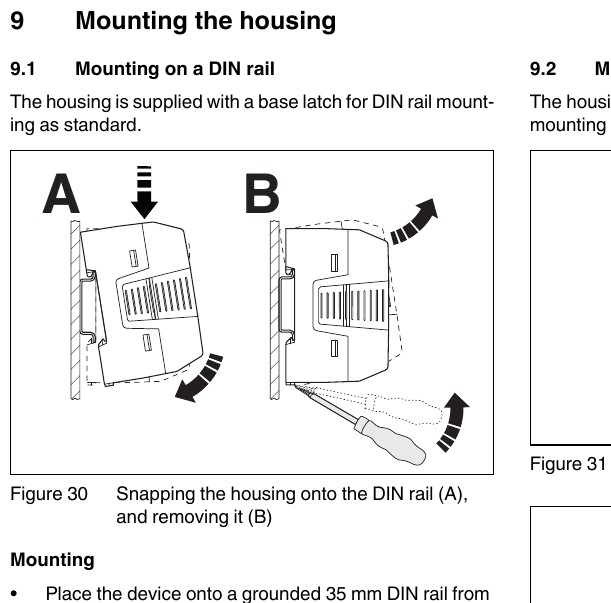 9 Mounting the housing
9.1 Mounting on a DIN rail
The housing is supplied with a base latch for DIN rail mount-
ing as standard.
A
B
Figure 30 Snapping the housing onto the DIN rail (A),
and removing it (B)
Mounting
• Place the device onto a grounded 35 mm DIN rail from
9.2 M
The housi
mounting
Figure 31